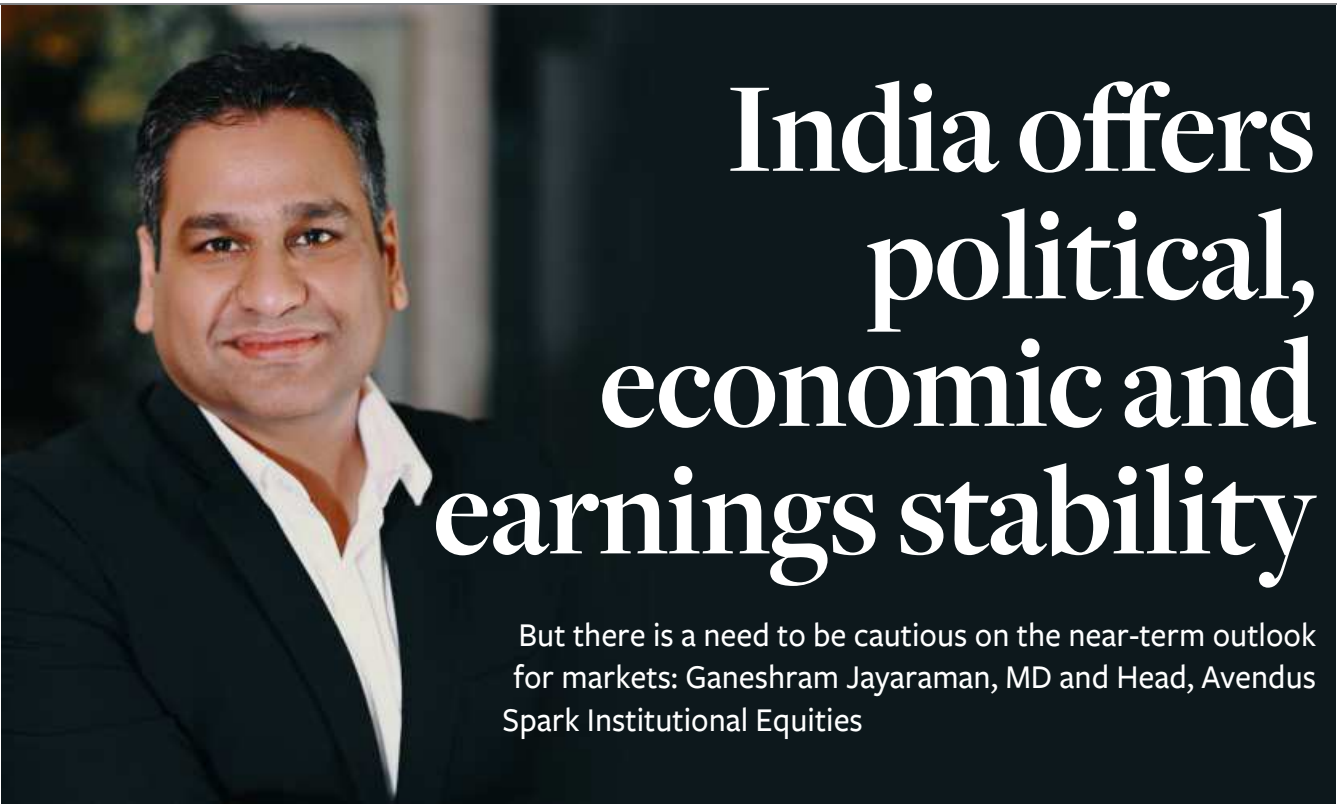 India offers
political,
economic and
earnings stability
But there is a need to be cautious on the near-term outlook
for markets: Ganeshram Jayaraman, MD and Head, Avendus
Spark Institutional Equities